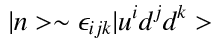 |n> ∼ ϵ_{ijk}|u^i d^j d^k >